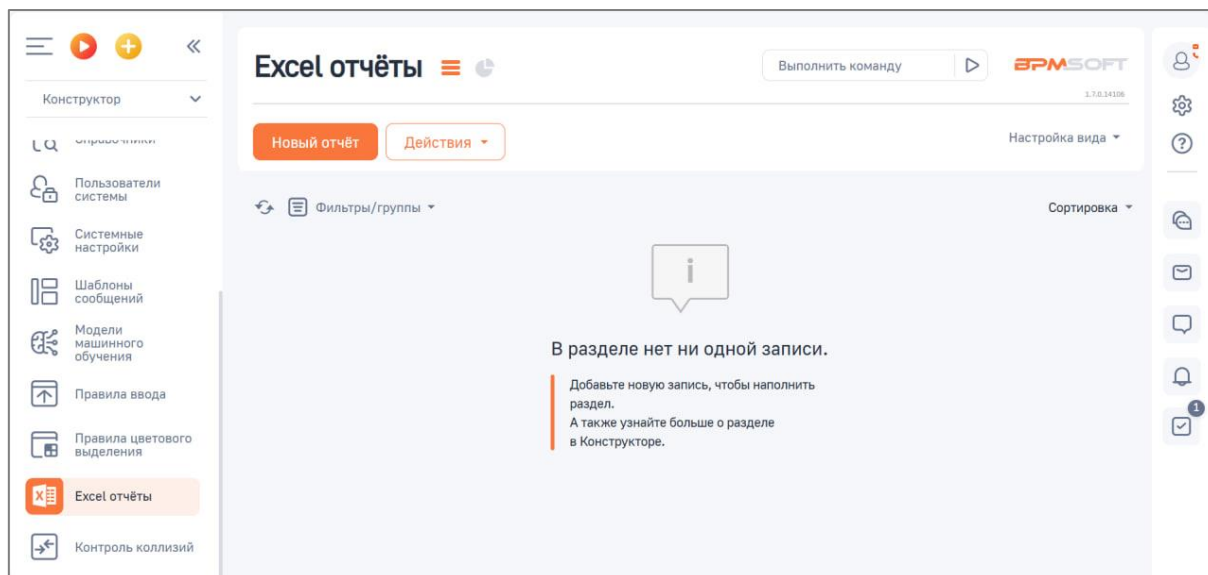 Конструктор
Справочники
Пользователи
системы
Системные
настройки
Шаблоны
сообщений
Модели
машинного
обучения
Правила ввода
Правила цветового
выделения
Excel отчёты
Контроль коллизий
Excel отчёты
Выполнить команду
BPMSOFT
1.7.0.14106
Новый отчёт
Действия
Настройка вида
Фильтры/группы
Сортировка
i
В разделе нет ни одной записи.
Добавьте новую запись, чтобы наполнить
раздел.
А также узнайте больше о разделе
в Конструкторе.
1